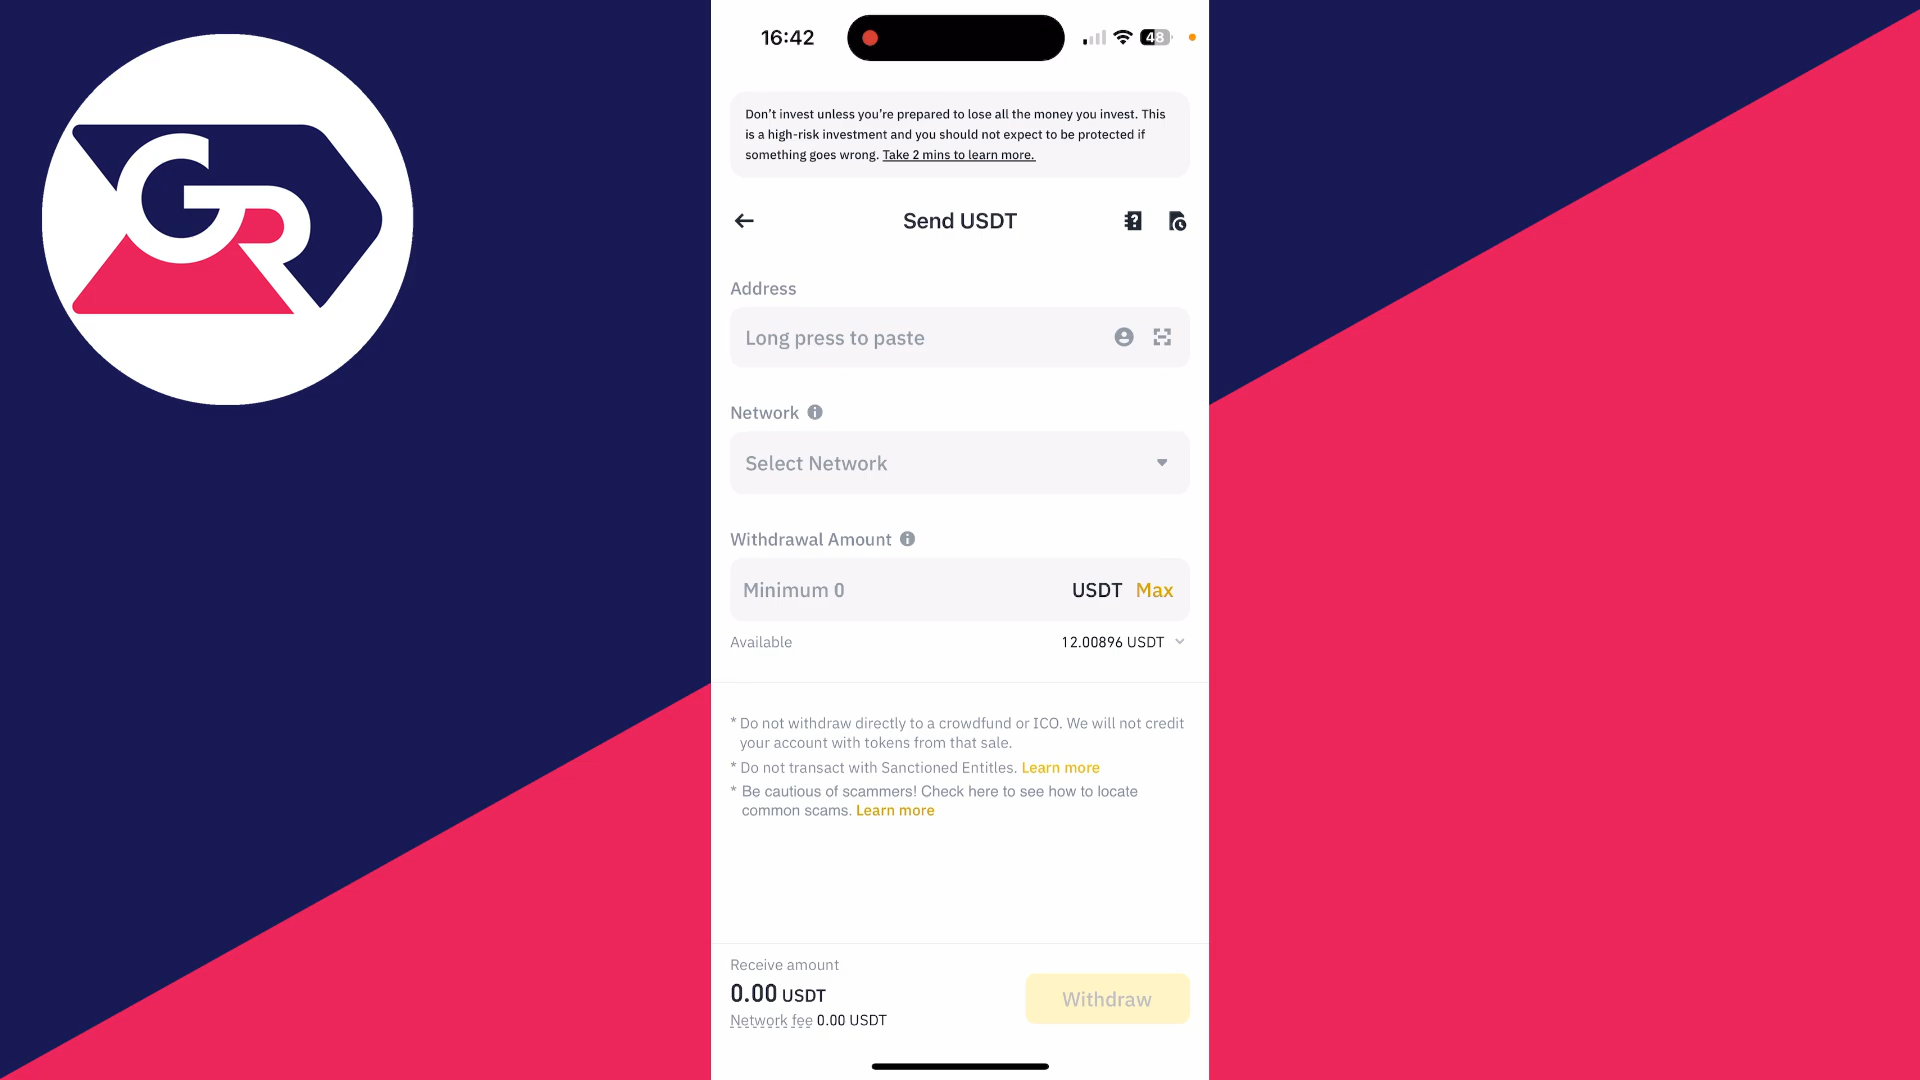 GR
16:42
48
Don't invest unless you're prepared to lose all the money you invest. This
is a high-risk investment and you should not expect to be protected if
something goes wrong. Take 2 mins to learn more.
Send USDT
Address
Long press to paste
Network
Select Network
Withdrawal Amount
Minimum 0 USDT Max
Available 12.00896 USDT
* Do not withdraw directly to a crowdfund or ICO. We will not credit
your account with tokens from that sale.
* Do not transact with Sanctioned Entitles. Learn more
* Be cautious of scammers! Check here to see how to locate
common scams. Learn more
Receive amount
0.00 USDT
Network fee 0.00 USDT
Withdraw